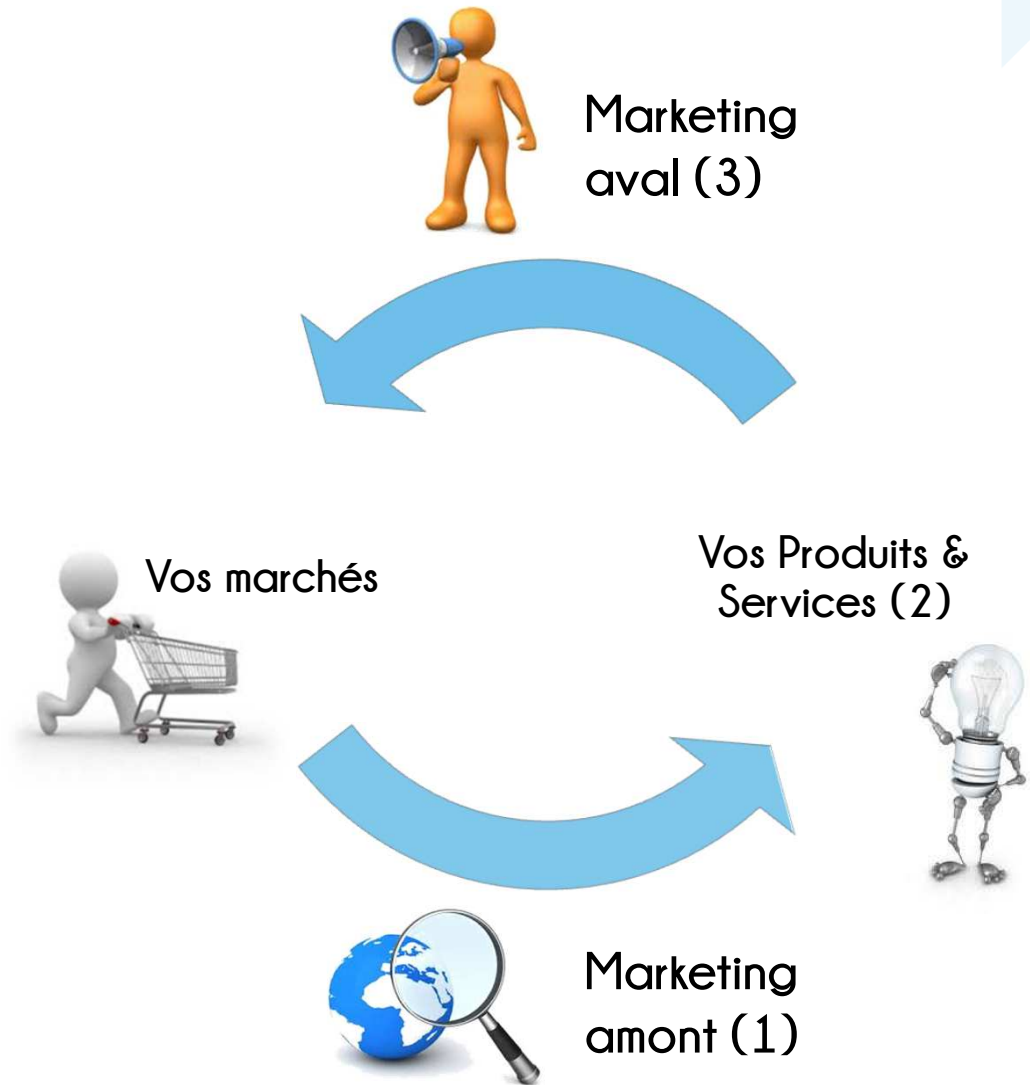 Marketing
aval (3)
Vos marchés
Vos Produits &
Services (2)
Marketing
amont (1)